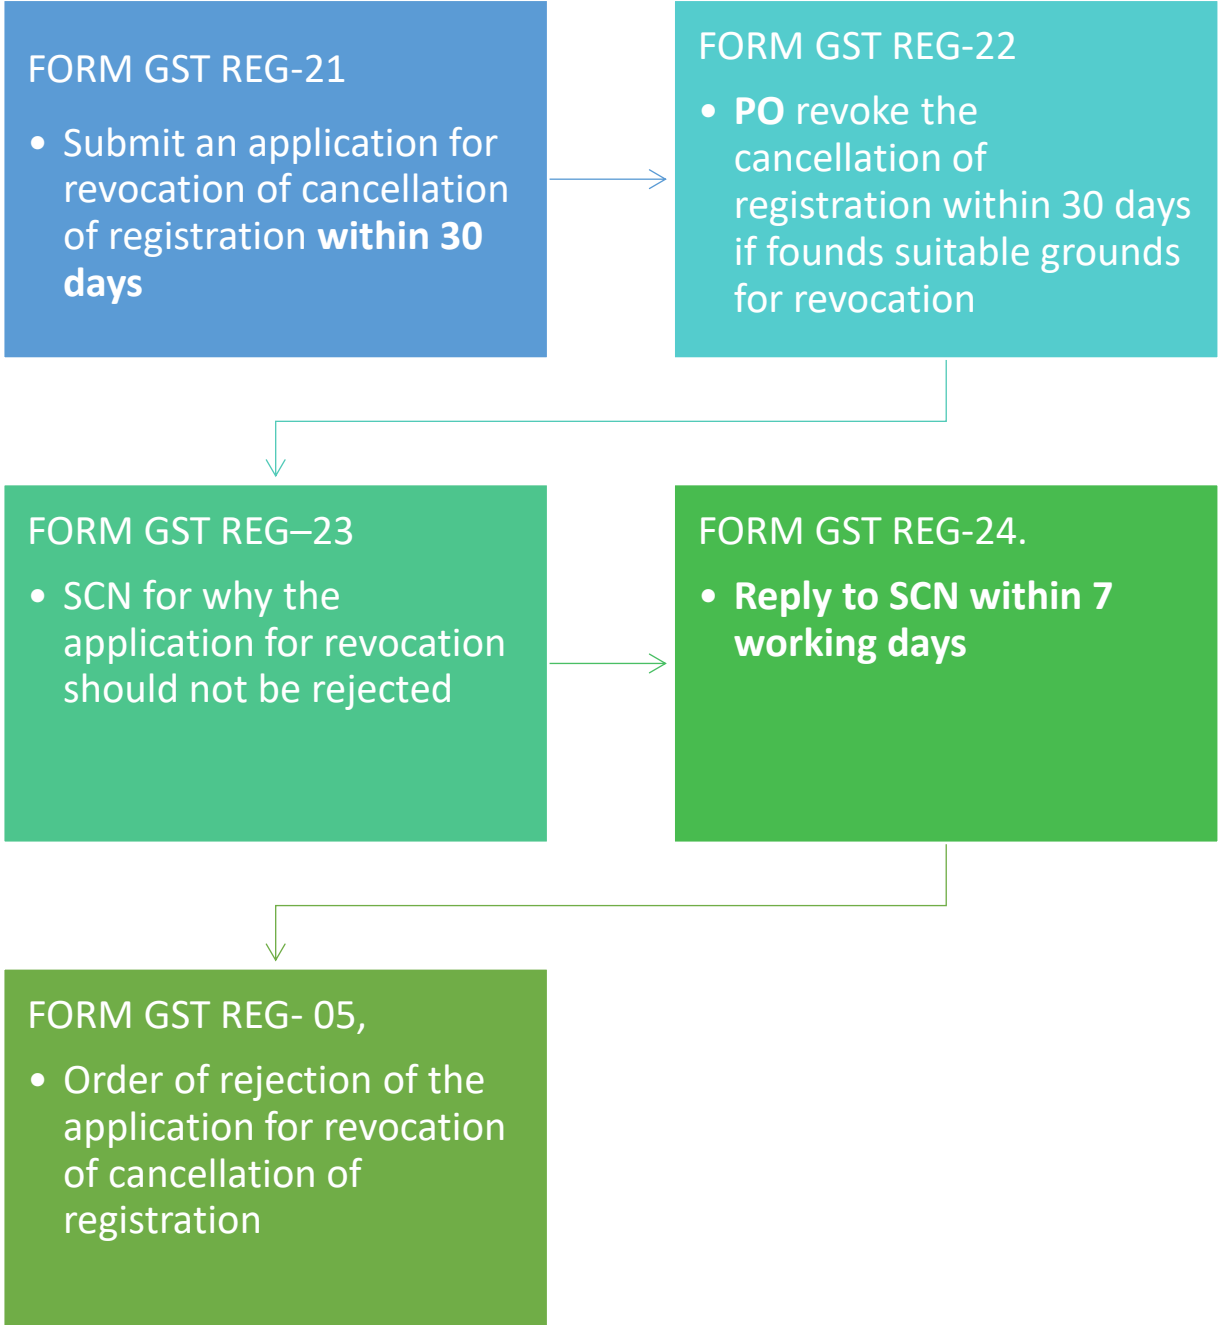 FORM GST REG-21
• Submit an application for
revocation of cancellation
of registration within 30
days
FORM GST REG-22
• PO revoke the
cancellation of
registration within 30 days
if founds suitable grounds
for revocation
FORM GST REG–23
• SCN for why the
application for revocation
should not be rejected
FORM GST REG-24.
• Reply to SCN within 7
working days
FORM GST REG- 05,
• Order of rejection of the
application for revocation
of cancellation of
registration